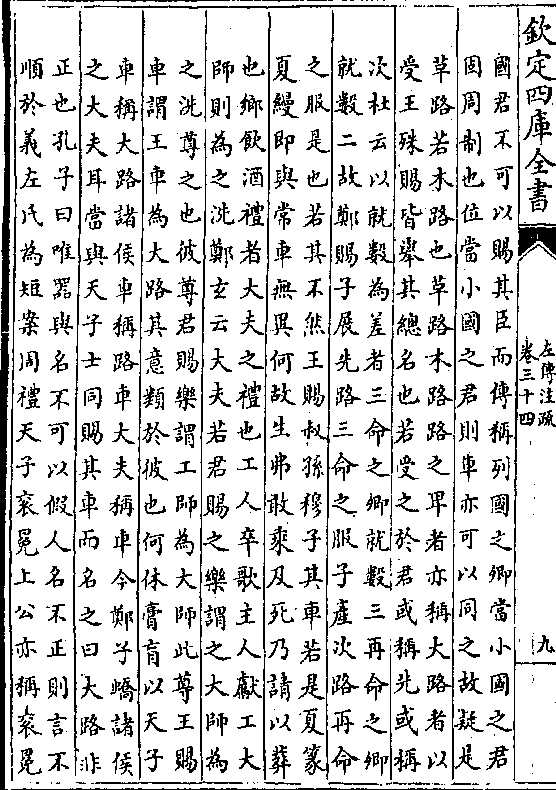 欽定四庫全書
左傳注疏
卷三十四
九
國君不可以賜其臣而傳稱列國之卿當小國之君
固周制也位當小國之君則車亦可以同之故疑是
草路若木路也草路木路路之卑者亦稱大路者以
受王殊賜皆舉其總名也若受之於君或稱先或稱
次杜云以就數為差者三命之卿就數三再命之卿
就數二故鄭賜子展先路三命之服子產次路再命
之服是也若其不然王賜叔孫穆子其車若是夏篆
夏縵即與常車無異何故生弗敢乘及死乃請以葬
也鄉飲酒禮者大夫之禮也工人卒歌主人獻工大
師則為之洗鄭玄云大夫若君賜之樂謂之大師為
之洗尊之也彼尊君賜樂謂工師為大師此尊王賜
車謂王車為大路其意類於彼也何休膏肓以天子
車稱大路諸侯車稱路車大夫稱車今鄭子蟜諸侯
之大夫耳當與天子士同賜其車而名之曰大路非
正也孔子曰唯器與名不可以假人名不正則言不
順於義左氏為短案周禮天子袞冕上公亦稱袞冕